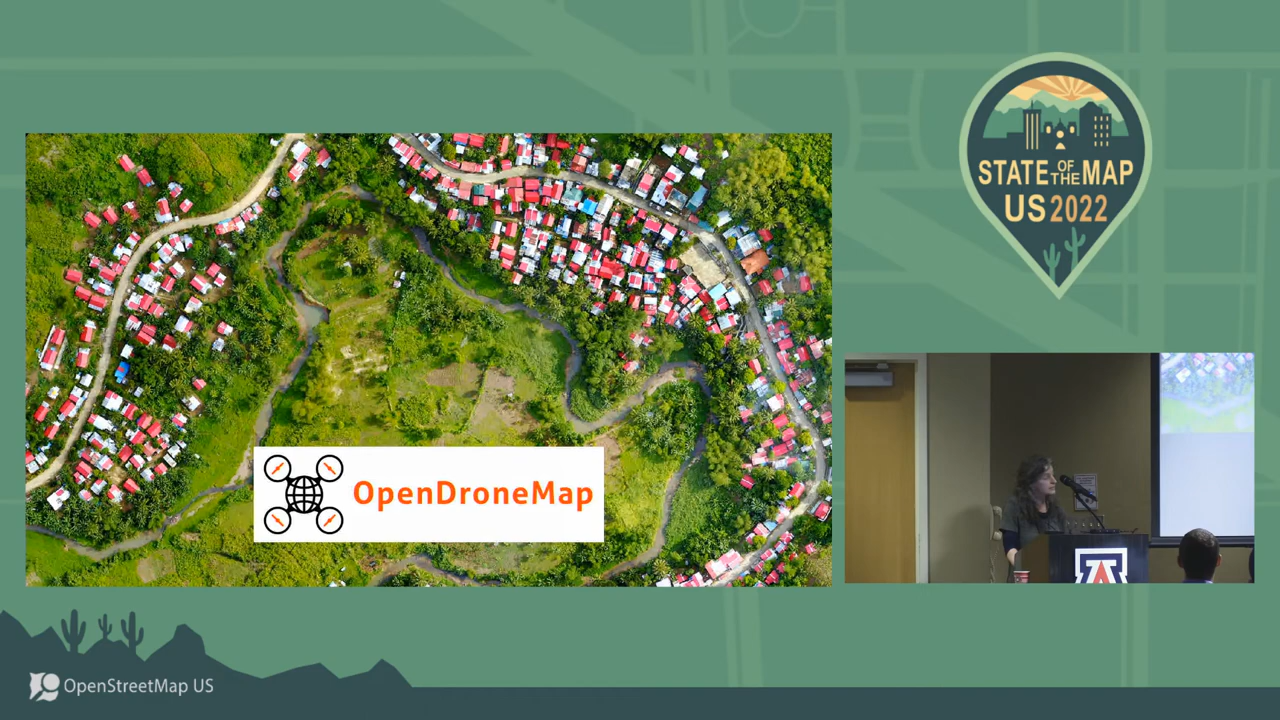 STATE OF THE MAP
US 2022
OpenDroneMap
A
OpenStreetMap US